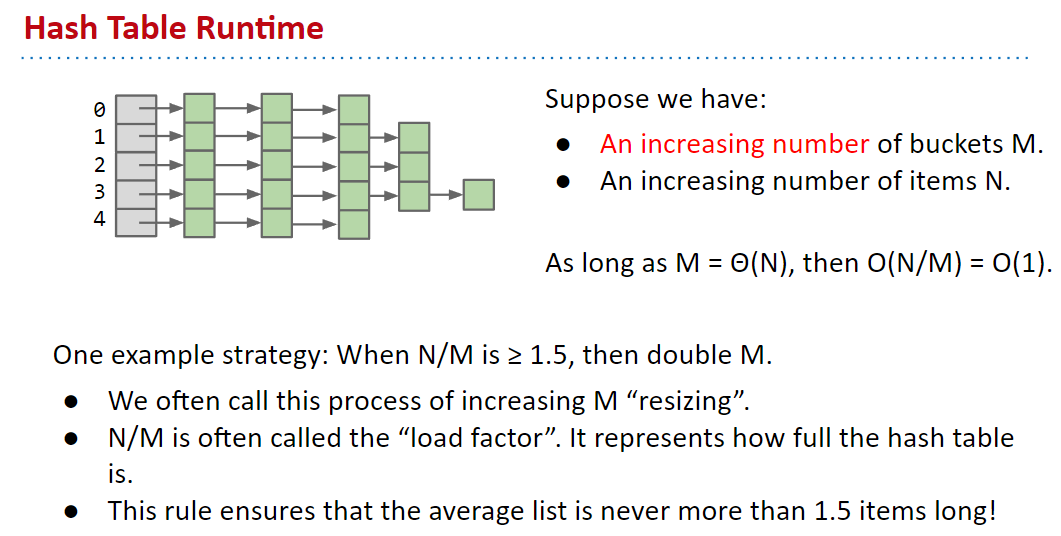 Hash Table Runtime
0
1
2
3
4
Suppose we have:
● An increasing number of buckets M.
● An increasing number of items N.
As long as M = Θ(N), then O(N/M) = O(1).
One example strategy: When N/M is ≥ 1.5, then double M.
● We often call this process of increasing M “resizing”.
● N/M is often called the “load factor”. It represents how full the hash table
is.
● This rule ensures that the average list is never more than 1.5 items long!